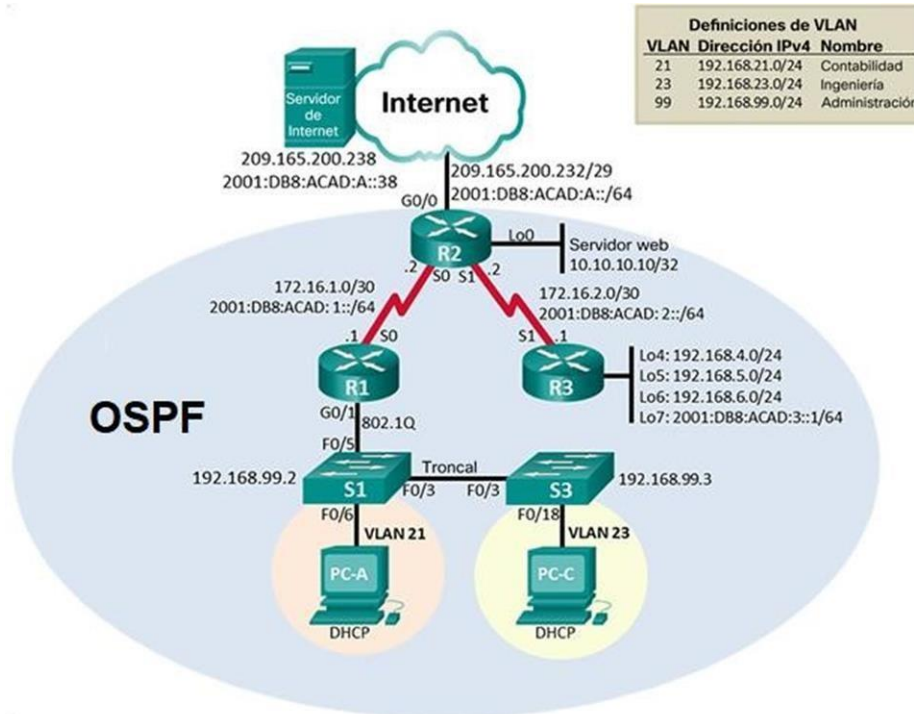 Definiciones de VLAN
VLAN Dirección IPv4 Nombre
21 192.168.21.0/24 Contabilidad
23 192.168.23.0/24 Ingeniería
99 192.168.99.0/24 Administración
Servidor
de
Internet
Internet
209.165.200.238
2001:DB8:ACAD:A::38
209.165.200.232/29
2001:DB8:ACAD:A::/64
G0/0
R2
Lo0
Servidor web
10.10.10.10/32
.2
S0
S1
.2
172.16.1.0/30
2001:DB8:ACAD: 1::/64
172.16.2.0/30
2001:DB8:ACAD: 2::/64
.1
S0
S1
.1
R1
R3
Lo4: 192.168.4.0/24
Lo5: 192.168.5.0/24
Lo6: 192.168.6.0/24
Lo7: 2001:DB8:ACAD:3::1/64
OSPF
G0/1
802.1Q
F0/5
192.168.99.2
S1
Troncal
F0/3
F0/3
S3
192.168.99.3
F0/6
VLAN 21
F0/18
VLAN 23
PC-A
DHCP
PC-C
DHCP